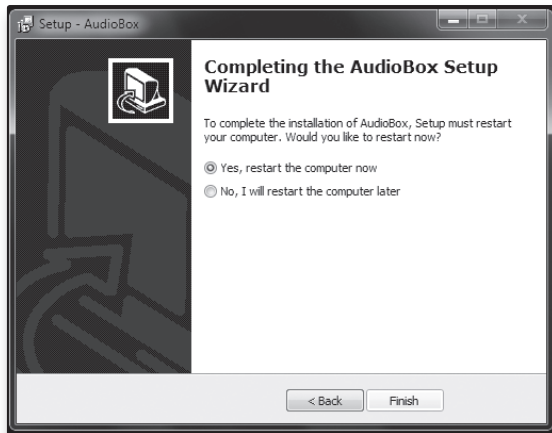 Setup - AudioBox
Completing the AudioBox Setup
Wizard
To complete the installation of AudioBox, Setup must restart
your computer. Would you like to restart now?
Yes, restart the computer now
No, I will restart the computer later
< Back
Finish